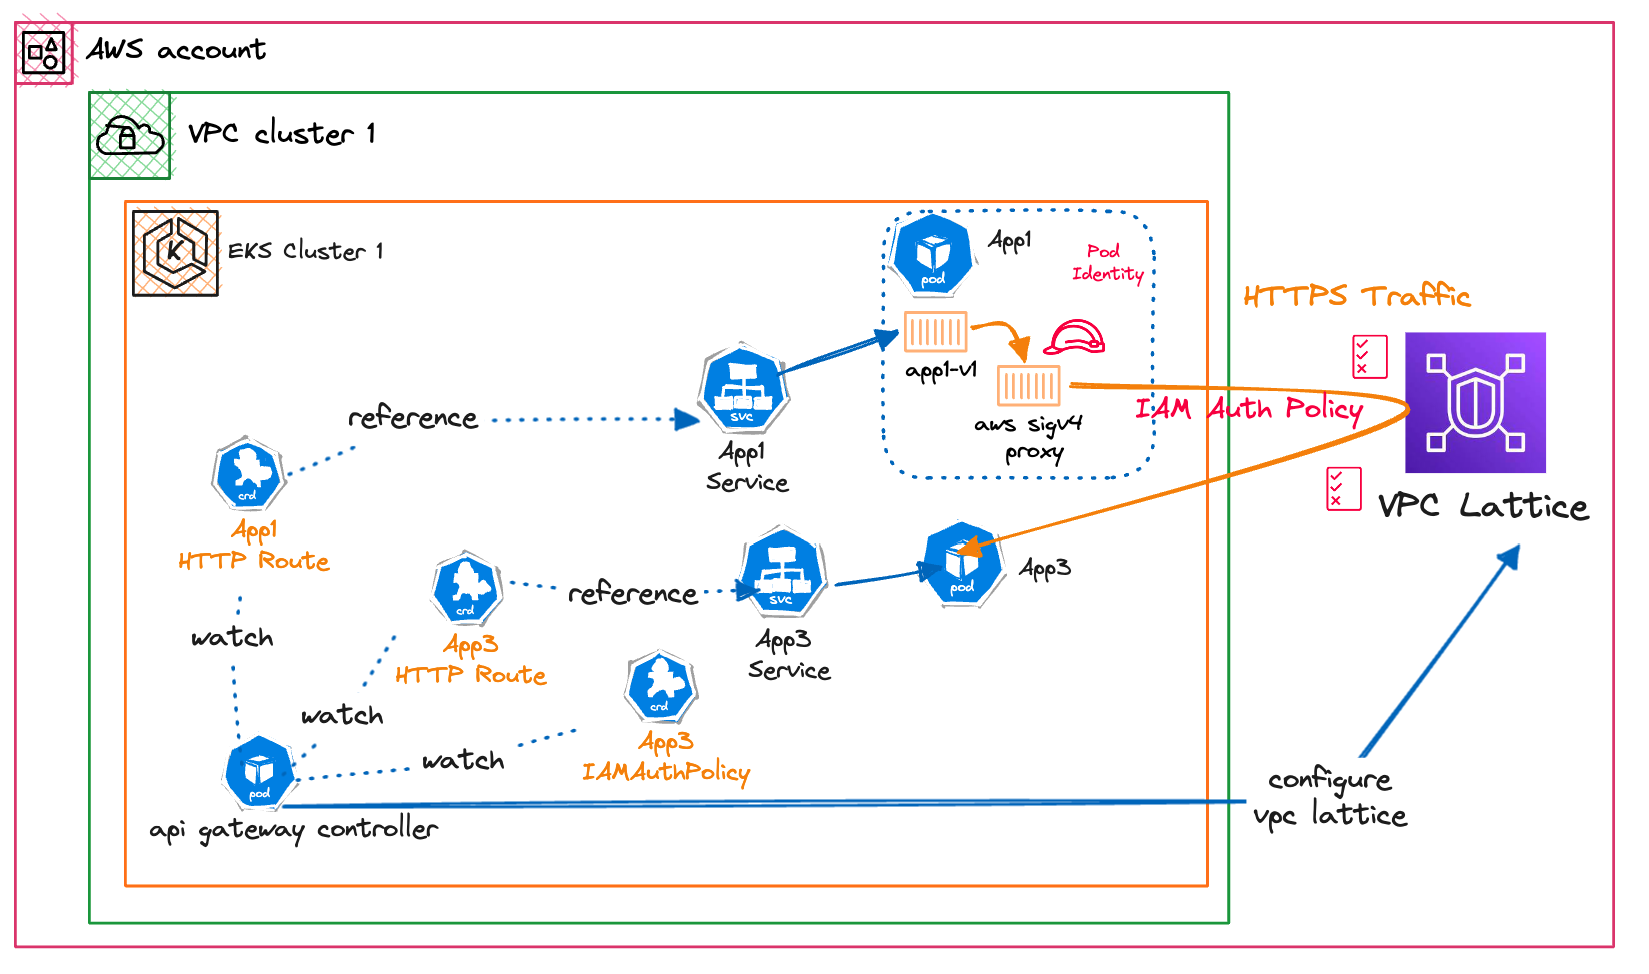 AWS account
VPC cluster 1
K
EKS Cluster 1
pod
App1
Pod
Identity
HTTPS Traffic
app1-v1
svc
App1
Service
reference
aws sigv4
proxy
IAM Auth Policy
VPC Lattice
crd
App1
HTTP Route
crd
App3
HTTP Route
reference
svc
App3
Service
pod
App3
watch
watch
watch
crd
App3
IAMAuthPolicy
pod
api gateway controller
configure
vpc lattice